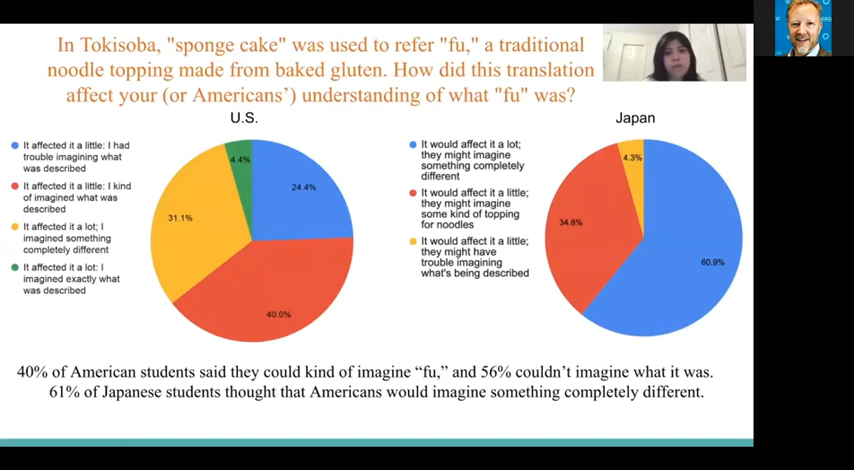 In Tokisoba, "sponge cake" was used to refer "fu," a traditional
noodle topping made from baked gluten. How did this translation
affect your (or Americans') understanding of what "fu" was?
U.S.
It affected it a little: I had
trouble imagining what
was described
It affected it a little: I kind
of imagined what was
described
It affected it a lot; I
imagined something
completely different
It affected it a lot: I
imagined exactly what
was described
4.4%
24.4%
31.1%
40.0%
Japan
It would affect it a lot;
they might imagine
something completely
different
It would affect it a little;
they might imagine
some kind of topping
for noodles
It would affect it a little;
they might have
trouble imagining
what's being described
4.3%
34.8%
60.9%
40% of American students said they could kind of imagine “fu,” and 56% couldn’t imagine what it was.
61% of Japanese students thought that Americans would imagine something completely different.